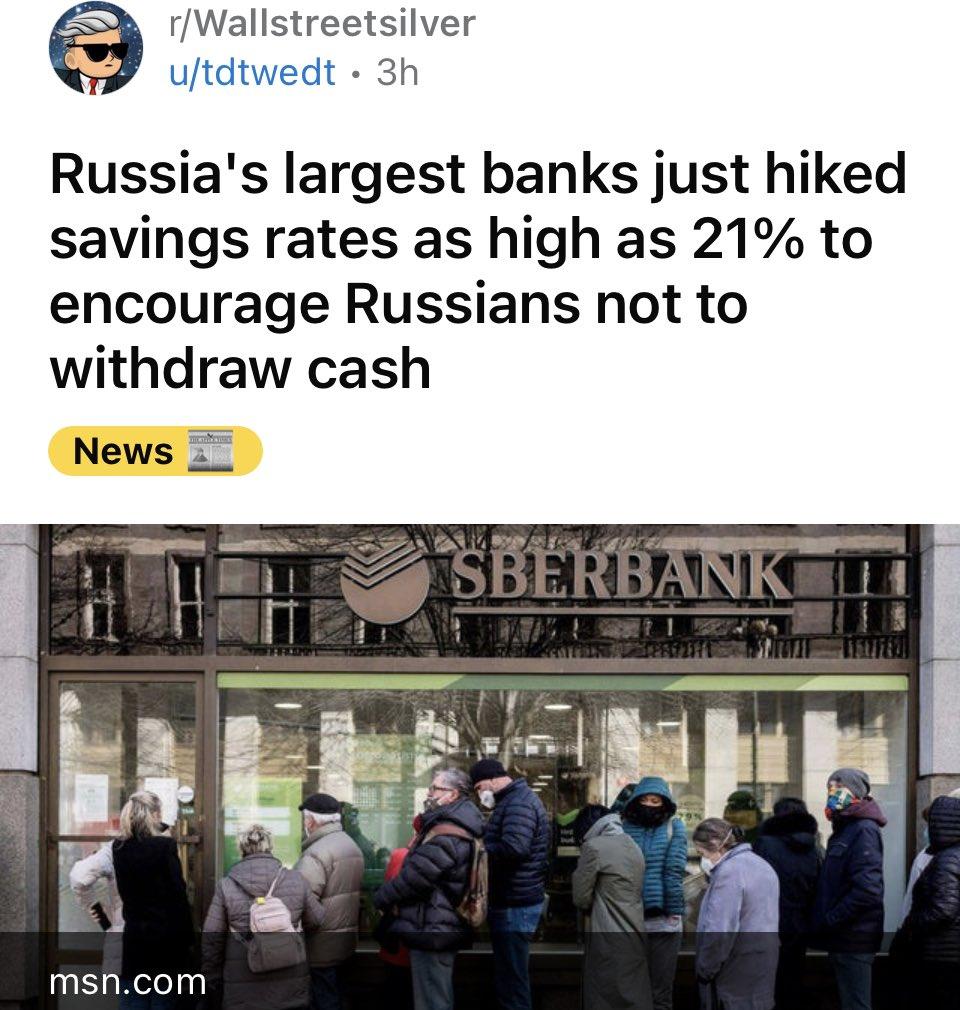 r/Wallstreetsilver
u/tdtwedt • 3h
Russia's largest banks just hiked
savings rates as high as 21% to
encourage Russians not to
withdraw cash
News
SBERBANK
msn.com